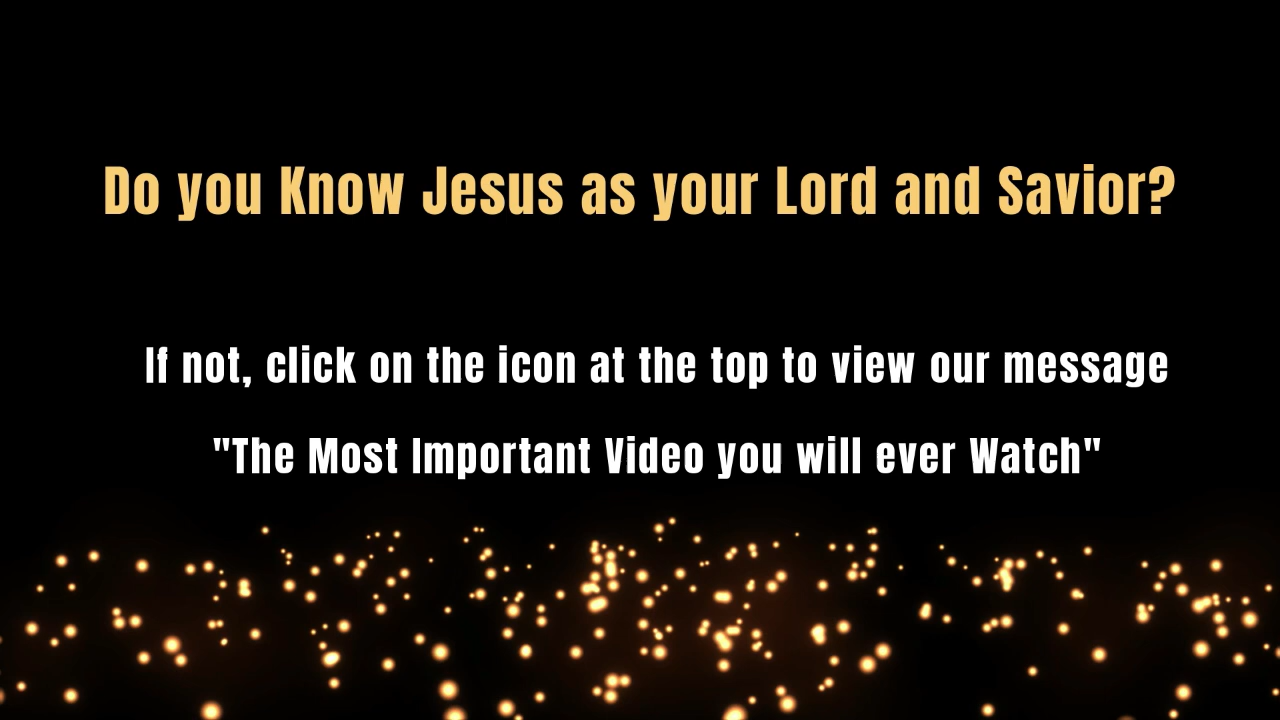 Do you Know Jesus as your Lord and Savior?
If not, click on the icon at the top to view our message
"The Most Important Video you will ever Watch"